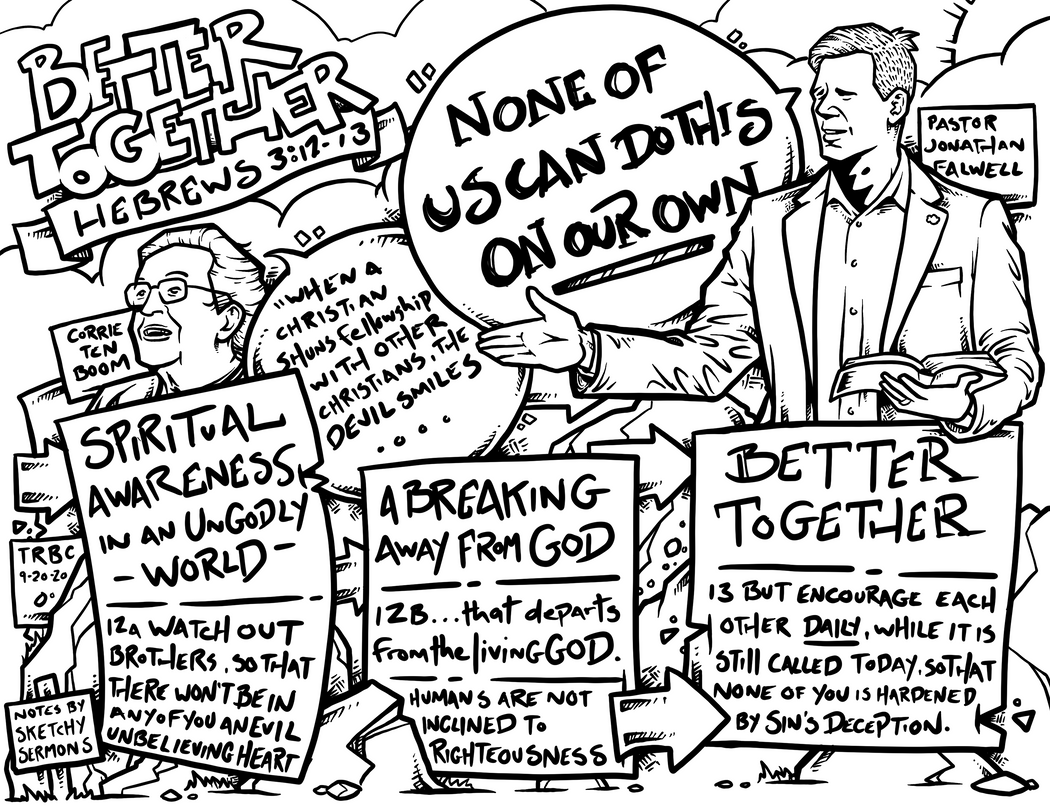 BETTER
TOGETHER
HEBREWS 3:12-13
NONE OF
US CAN DO THIS
ON OUR OWN
PASTOR
JONATHAN
FALWELL
CORRIE
TEN
BOOM
"WHEN A
CHRISTIAN
SHUNS FELLOWSHIP
WITH OTHER
CHRISTIANS, THE
DEVIL SMILES
....
SPIRITUAL
AWARENESS
IN AN UNGODLY
- WORLD -
12A WATCH OUT
BROTHERS, SO THAT
THERE WON'T BE IN
ANY OF YOU AN EVIL
UNBELIEVING HEART
TRBC
9-20-20
NOTES BY
SKETCHY
SERMONS
A BREAKING
AWAY FROM GOD
12B...that departs
from the living GOD.
HUMANS ARE NOT
INCLINED TO
RIGHTEOUSNESS
BETTER
TOGETHER
13 BUT ENCOURAGE EACH
OTHER DAILY, WHILE IT IS
STILL CALLED TODAY, SO THAT
NONE OF YOU IS HARDENED
BY SIN'S DECEPTION.